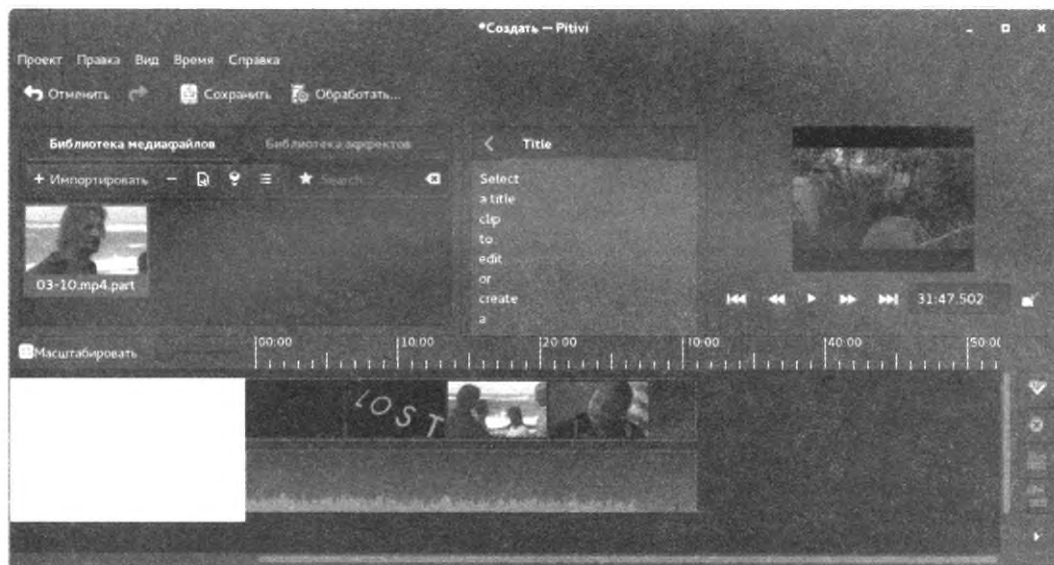 *Создать — Pitivi
Проект Правка Вид Время Справка
Отменить Сохранить Обработать...
Библиотека медиафайлов Библиотека эффектов
+ Импортировать − Search
03-10.mp4.part
Title
Select
a title
clip
to
edit
or
create
a
31:47.502
Масштабировать
00:00 10:00 20:00 30:00 40:00 50:00
LOST